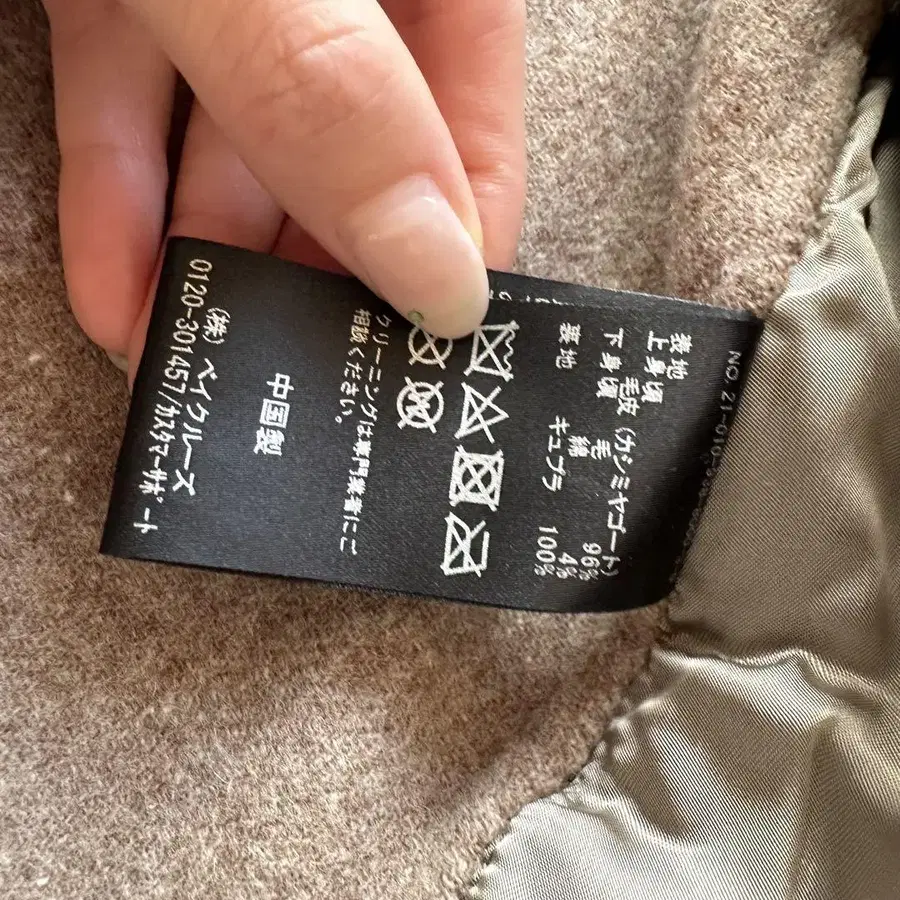 表地
上身頃
毛皮 (カシミヤゴート)
下身頃
毛 96%
綿 4%
裏地
キュプラ 100%
クリーニングは専門業者にご
相談ください。
中国製
(株) ベイクルーズ
0120-301457/カスタマーサポート